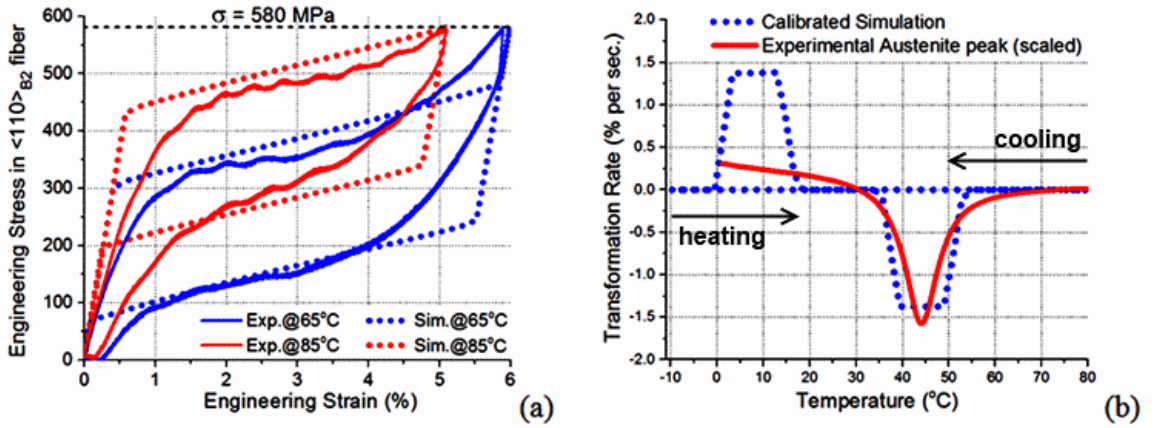 σ = 580 MPa
600
500
400
300
200
100
0
Engineering Stress in <110>B2 fiber
Exp.@65°C
Sim.@65°C
Exp.@85°C
Sim.@85°C
0 1 2 3 4 5 6
Engineering Strain (%)
(a)
2.0
1.5
1.0
0.5
0.0
-0.5
-1.0
-1.5
-2.0
Transformation Rate (% per sec.)
Calibrated Simulation
Experimental Austenite peak (scaled)
cooling
heating
-10 0 10 20 30 40 50 60 70 80
Temperature (°C)
(b)